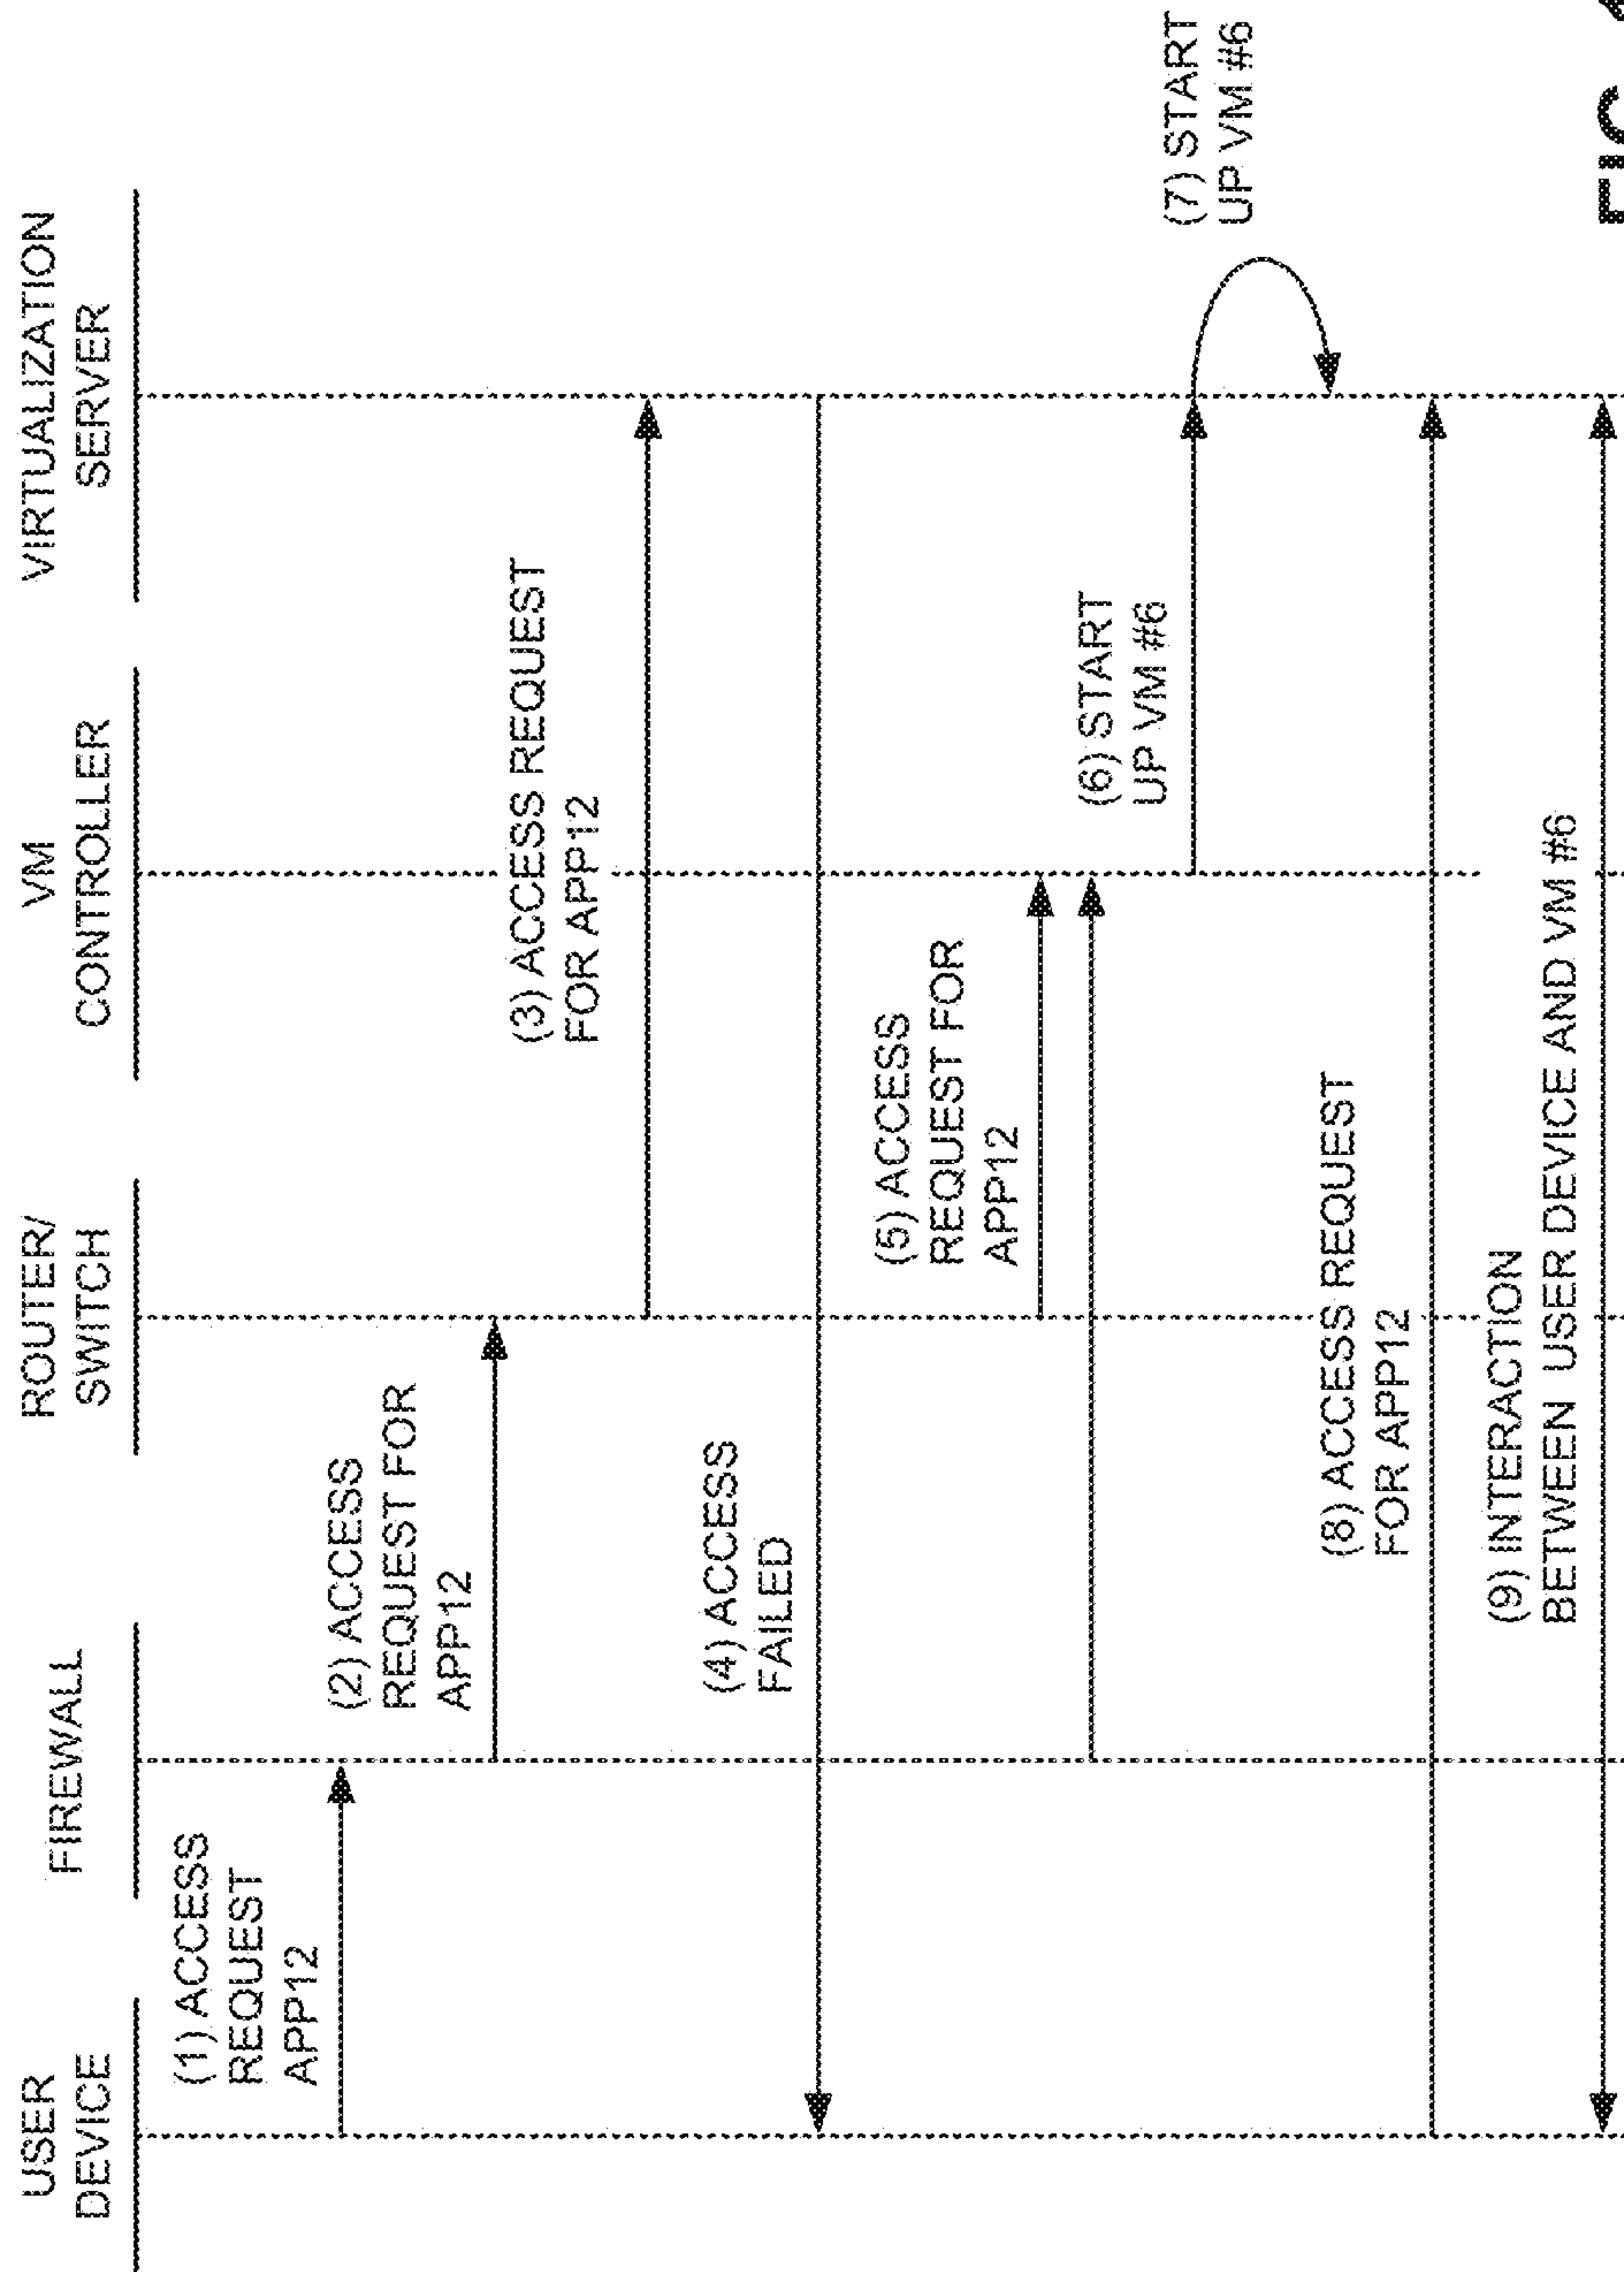 USER
DEVICE
FIREWALL
ROUTER/
SWITCH
VM
CONTROLLER
VIRTUALIZATION
SERVER
(1) ACCESS
REQUEST
APP12
(2) ACCESS
REQUEST FOR
APP12
(3) ACCESS REQUEST
FOR APP12
(4) ACCESS
FAILED
(5) ACCESS
REQUEST FOR
APP12
(6) START
UP VM #6
(7) START
UP VM #6
(8) ACCESS REQUEST
FOR APP12
(9) INTERACTION
BETWEEN USER DEVICE AND VM #6